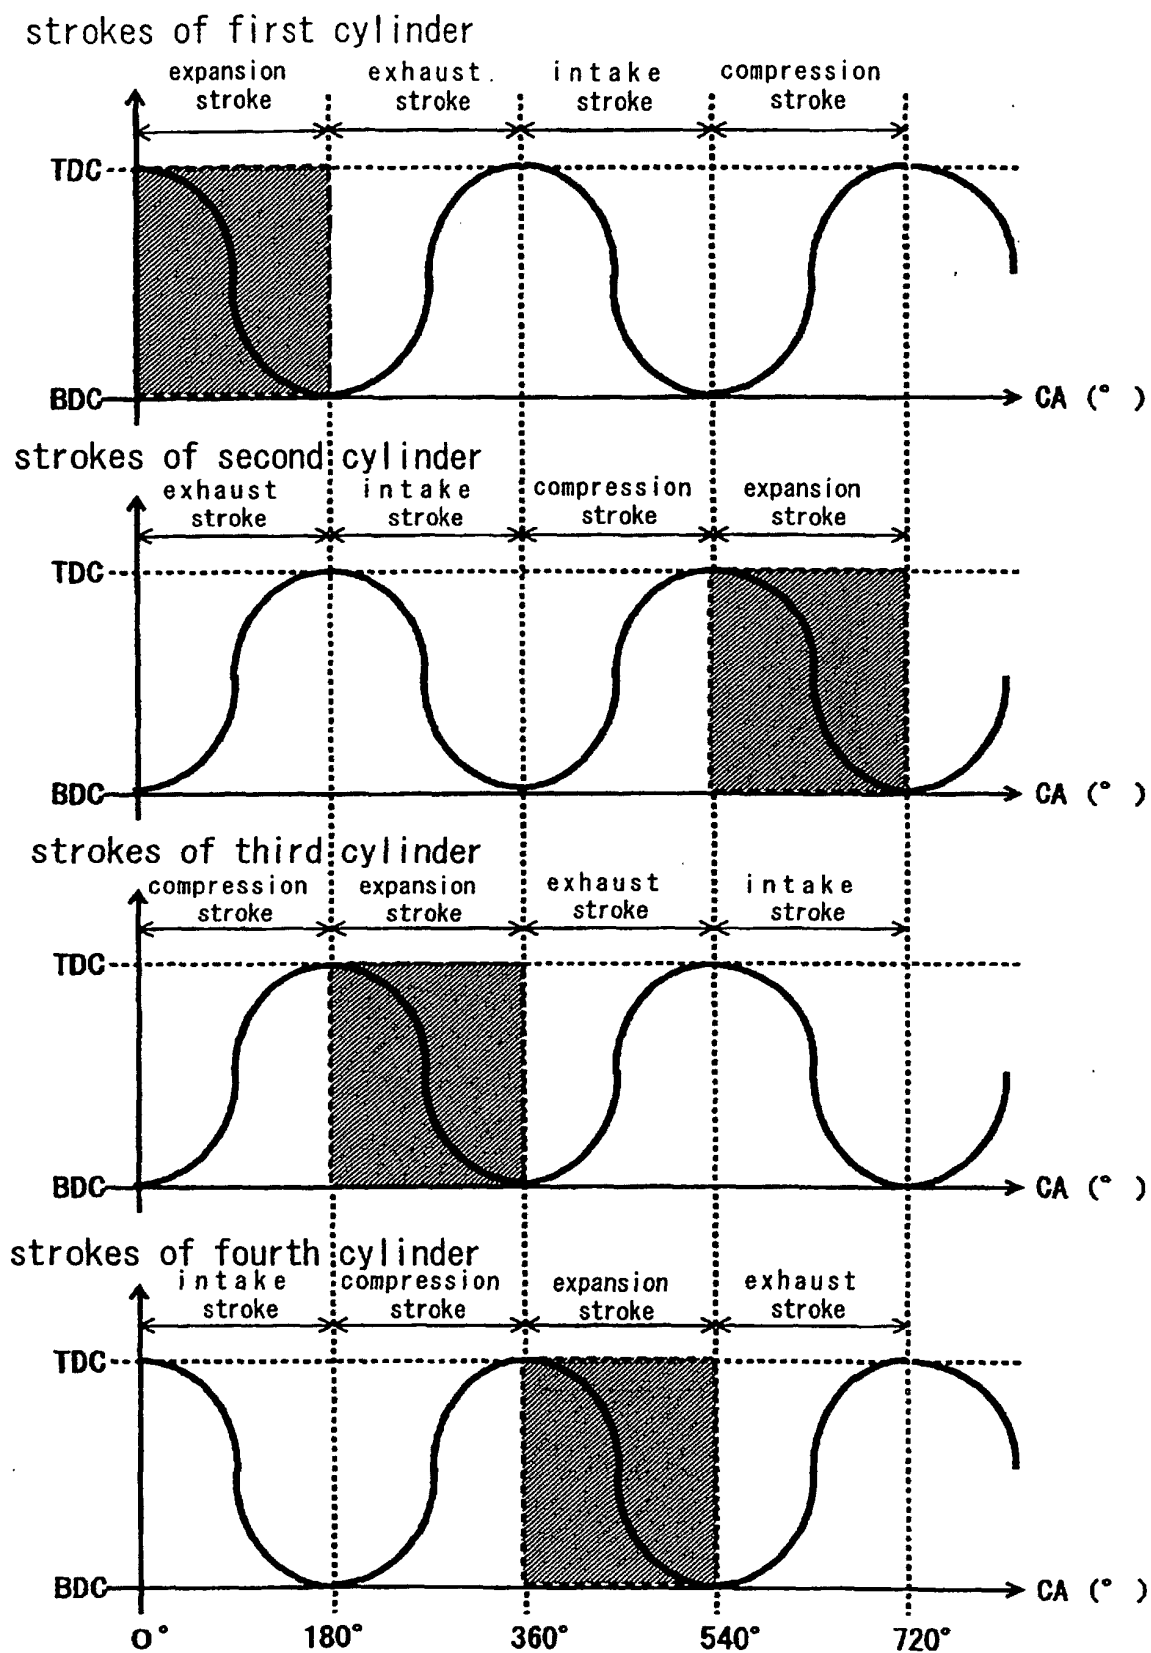 strokes of first cylinder
expansion stroke
exhaust stroke
intake stroke
compression stroke
TDC
BDC
CA (° )
strokes of second cylinder
exhaust stroke
intake stroke
compression stroke
expansion stroke
TDC
BDC
CA (° )
strokes of third cylinder
compression stroke
expansion stroke
exhaust stroke
intake stroke
TDC
BDC
CA (° )
strokes of fourth cylinder
intake stroke
compression stroke
expansion stroke
exhaust stroke
TDC
BDC
CA (° )
0° 180° 360° 540° 720°